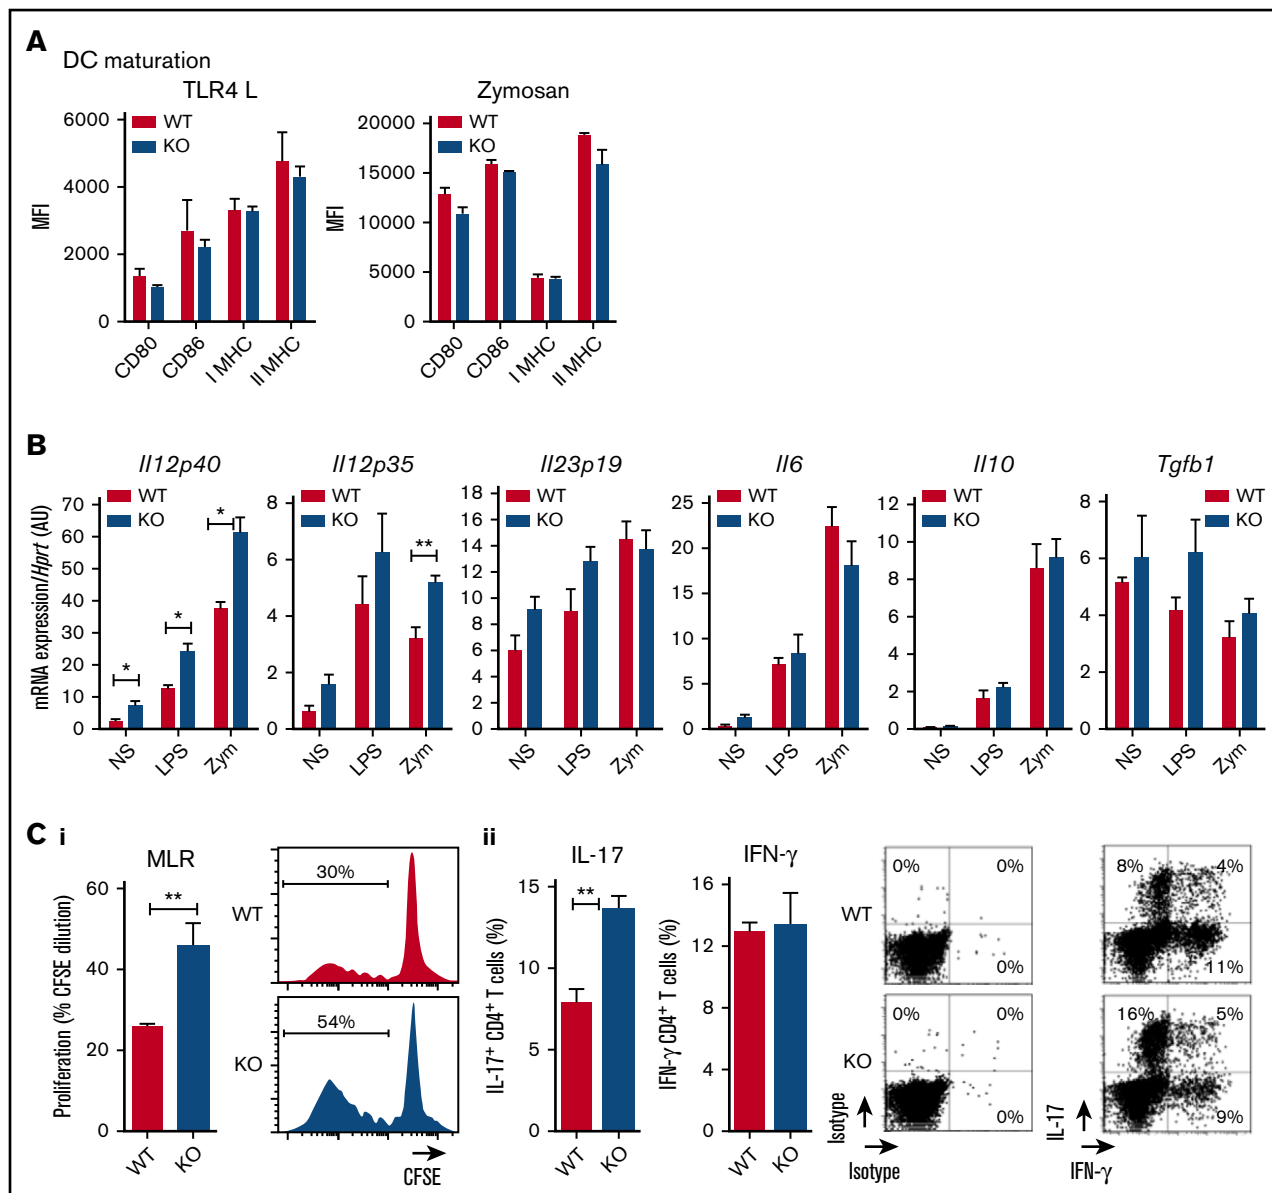 A
DC maturation
TLR4 L
Zymosan
WT
KO
WT
KO
MFI
6000
4000
2000
0
MFI
20000
15000
10000
5000
0
CD80
CD86
I MHC
II MHC
CD80
CD86
I MHC
II MHC
B
Il12p40
Il12p35
Il23p19
Il6
Il10
Tgfb1
mRNA expression/Hprt (AU)
WT
KO
70
60
50
40
30
20
10
0
*
*
*
NS
LPS
Zym
WT
KO
8
6
4
2
0
**
NS
LPS
Zym
WT
KO
18
16
14
13
10
8
6
4
2
0
NS
LPS
Zym
WT
KO
25
20
15
10
5
0
NS
LPS
Zym
WT
KO
12
10
8
6
4
2
0
NS
LPS
Zym
WT
KO
8
6
4
2
0
NS
LPS
Zym
C i
MLR
Proliferation (% CFSE dilution)
60
40
20
0
**
WT
KO
WT
30%
KO
54%
CFSE
ii
IL-17
IL-17+ CD4+ T cells (%)
15
10
5
0
**
WT
KO
IFN-γ
IFN-γ CD4+ T cells (%)
16
12
8
4
0
WT
KO
WT
0% 0%
0%
KO
0% 0%
0%
Isotype
Isotype
8% 4%
11%
16% 5%
9%
IL-17
IFN-γ